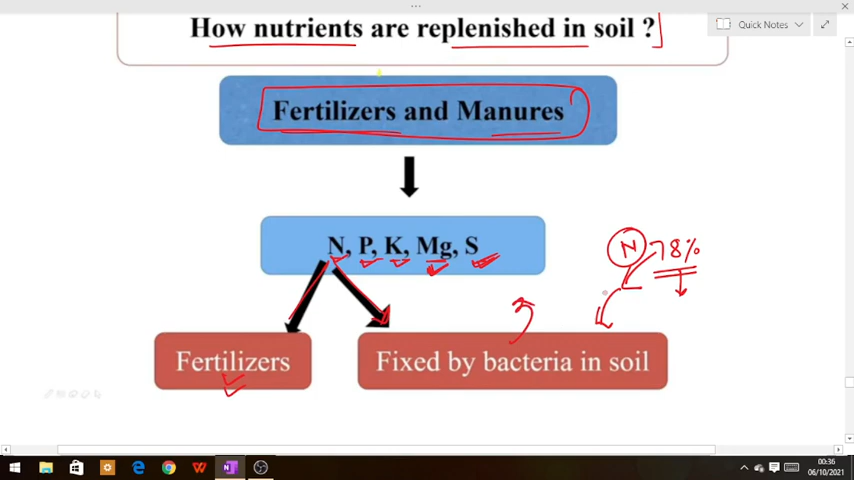 How nutrients are replenished in soil ?
Quick Notes
Fertilizers and Manures
N, P, K, Mg, S
N 78%
Fertilizers
Fixed by bacteria in soil
00:36
06/10/2021